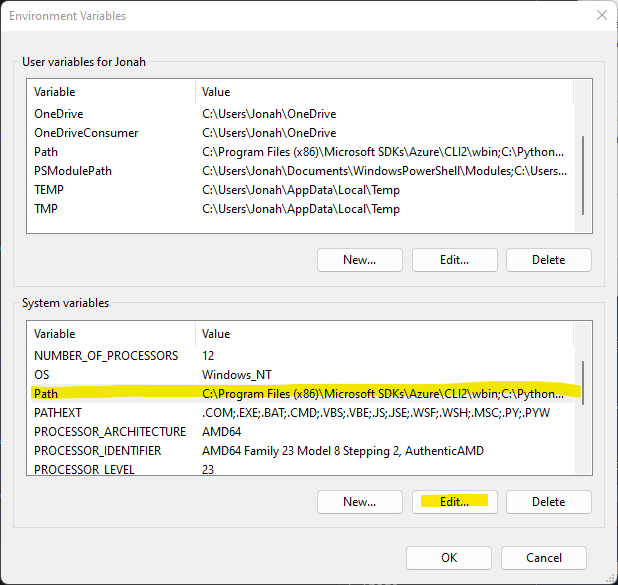 Environment Variables
User variables for Jonah
Variable Value
OneDrive C:\Users\Jonah\OneDrive
OneDriveConsumer C:\Users\Jonah\OneDrive
Path C:\Program Files (x86)\Microsoft SDKs\Azure\CLI2\wbin;C:\Python...
PSModulePath C:\Users\Jonah\Documents\WindowsPowerShell\Modules;C:\Users...
TEMP C:\Users\Jonah\AppData\Local\Temp
TMP C:\Users\Jonah\AppData\Local\Temp
New... Edit... Delete
System variables
Variable Value
NUMBER_OF_PROCESSORS 12
OS Windows_NT
Path C:\Program Files (x86)\Microsoft SDKs\Azure\CLI2\wbin;C:\Python...
PATHEXT .COM;.EXE;.BAT;.CMD;.VBS;.VBE;.JS;.JSE;.WSF;.WSH;.MSC;.PY;.PYW
PROCESSOR_ARCHITECTURE AMD64
PROCESSOR_IDENTIFIER AMD64 Family 23 Model 8 Stepping 2, AuthenticAMD
PROCESSOR_LEVEL 23
New... Edit... Delete
OK Cancel